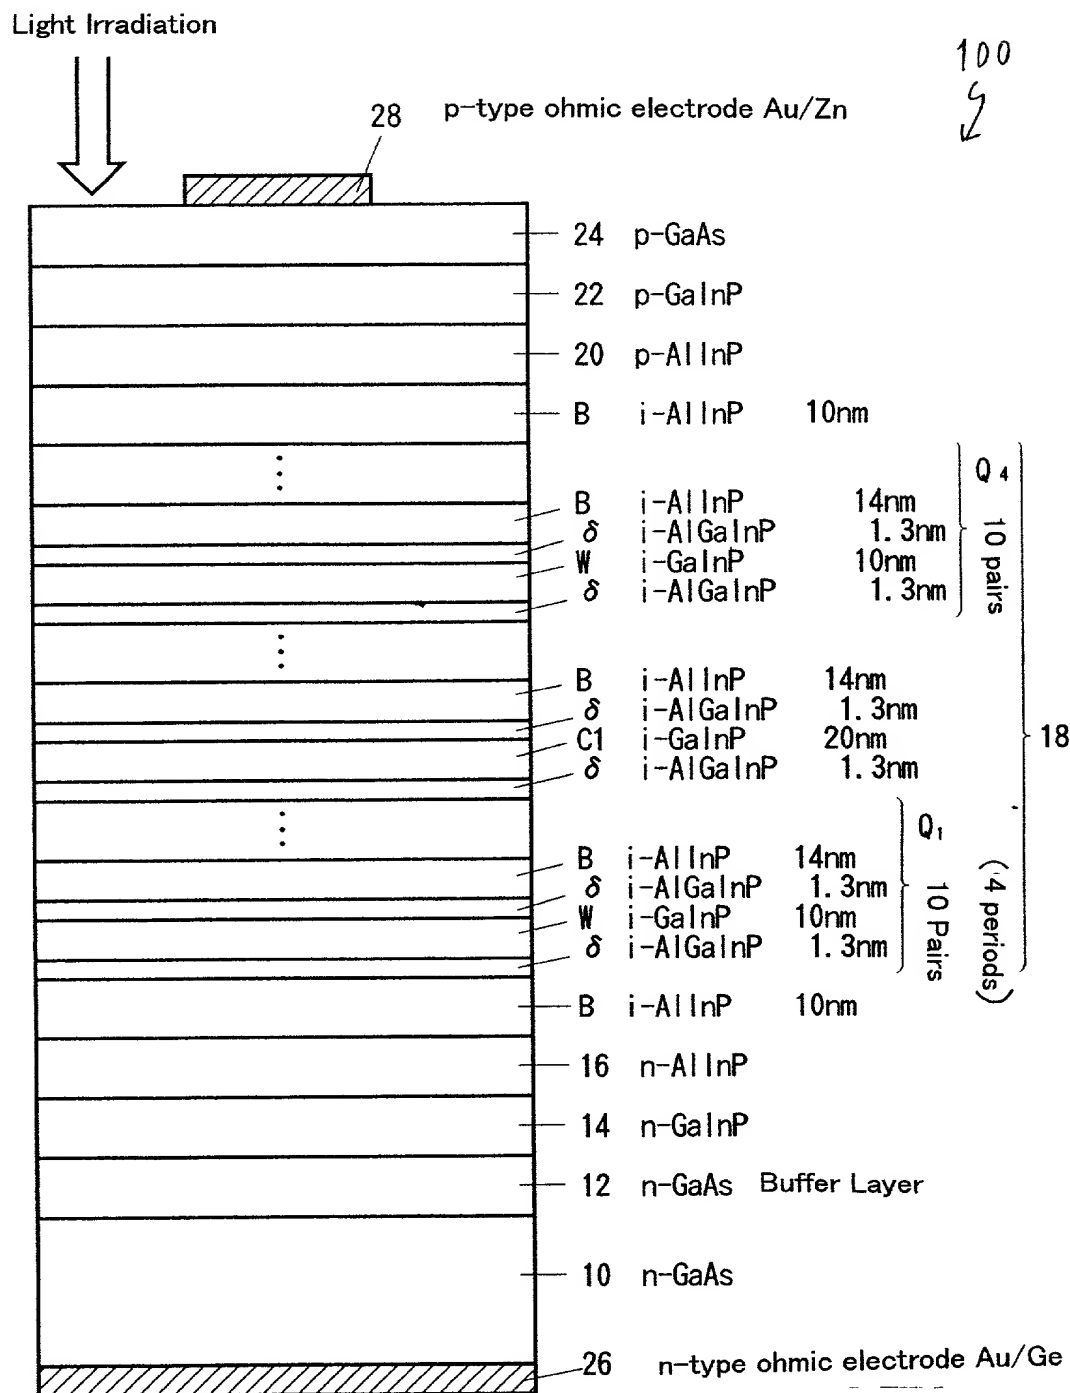 Light Irradiation
100
28 p-type ohmic electrode Au/Zn
24 p-GaAs
22 p-GaInP
20 p-AlInP
B i-AlInP 10nm
Q4
10 pairs
B i-AlInP 14nm
δ i-AlGaInP 1.3nm
W i-GaInP 10nm
δ i-AlGaInP 1.3nm
B i-AlInP 14nm
δ i-AlGaInP 1.3nm
C1 i-GaInP 20nm
δ i-AlGaInP 1.3nm
18
Q1
10 Pairs
(4 periods)
B i-AlInP 14nm
δ i-AlGaInP 1.3nm
W i-GaInP 10nm
δ i-AlGaInP 1.3nm
B i-AlInP 10nm
16 n-AlInP
14 n-GaInP
12 n-GaAs Buffer Layer
10 n-GaAs
26 n-type ohmic electrode Au/Ge